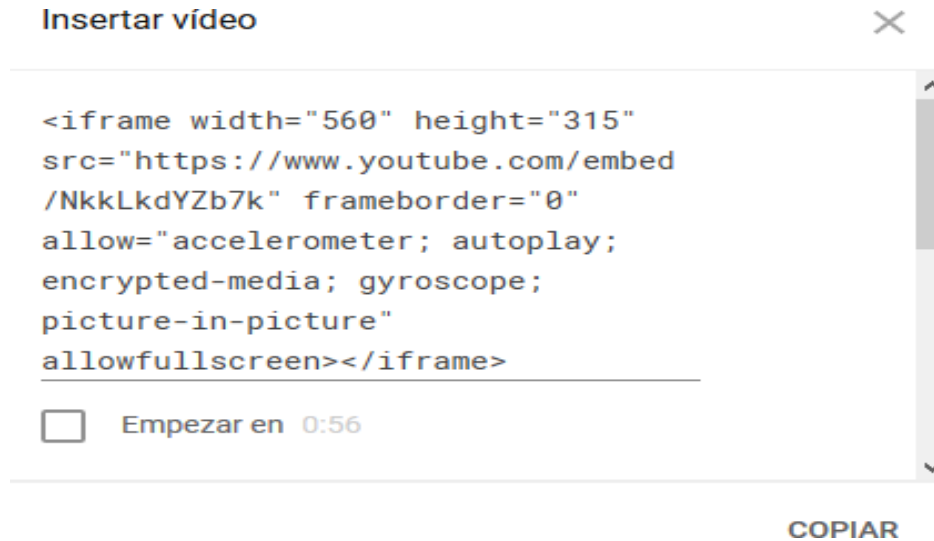 Insertar vídeo
<iframe width="560" height="315"
src="https://www.youtube.com/embed
/NkkLkdYZb7k" frameborder="0"
allow="accelerometer; autoplay;
encrypted-media; gyroscope;
picture-in-picture"
allowfullscreen></iframe>
Empezar en 0:56
COPIAR